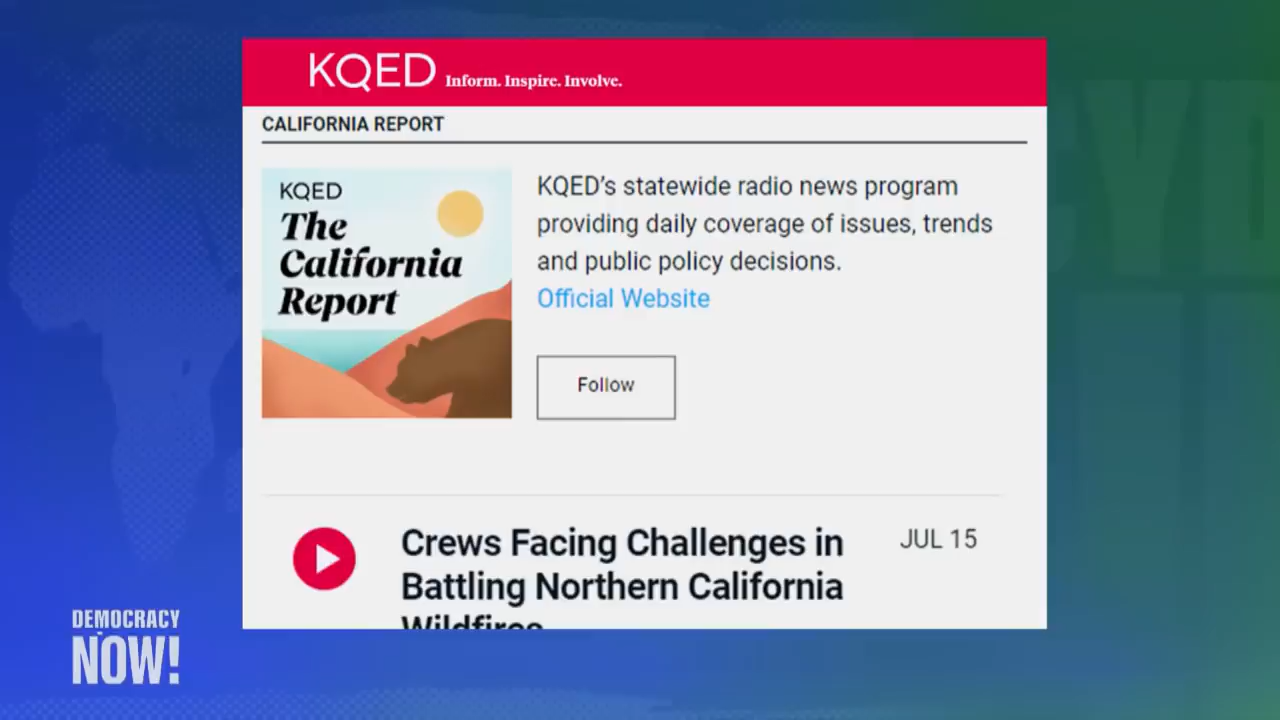 KQED Inform. Inspire. Involve.
CALIFORNIA REPORT
KQED
The
California
Report
KQED’s statewide radio news program
providing daily coverage of issues, trends
and public policy decisions.
Official Website
Follow
Crews Facing Challenges in
Battling Northern California
Wildfires
JUL 15
DEMOCRACY
NOW!